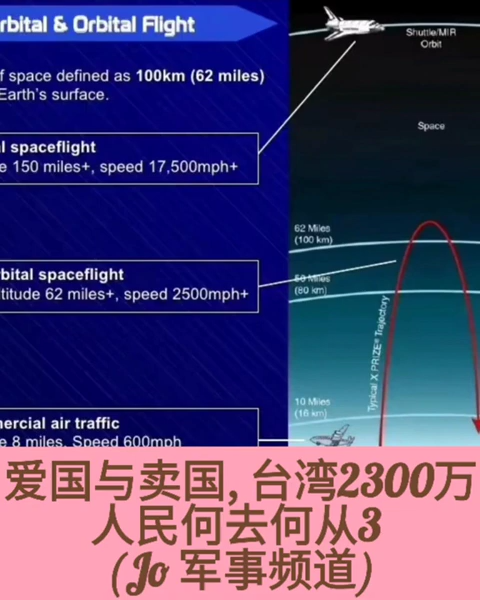 rbital & Orbital Flight
Shuttle/MIR
Orbit
f space defined as 100km (62 miles)
Earth's surface.
Space
l spaceflight
e 150 miles+, speed 17,500mph+
62 Miles
(100 km)
rbital spaceflight
titude 62 miles+, speed 2500mph+
50 Miles
(80 km)
Typical X PRIZE® Trajectory
10 Miles
(16 km)
ercial air traffic
e 8 miles, Speed 600mph
爱国与卖国, 台湾2300万
人民何去何从3
(Jo 军事频道)